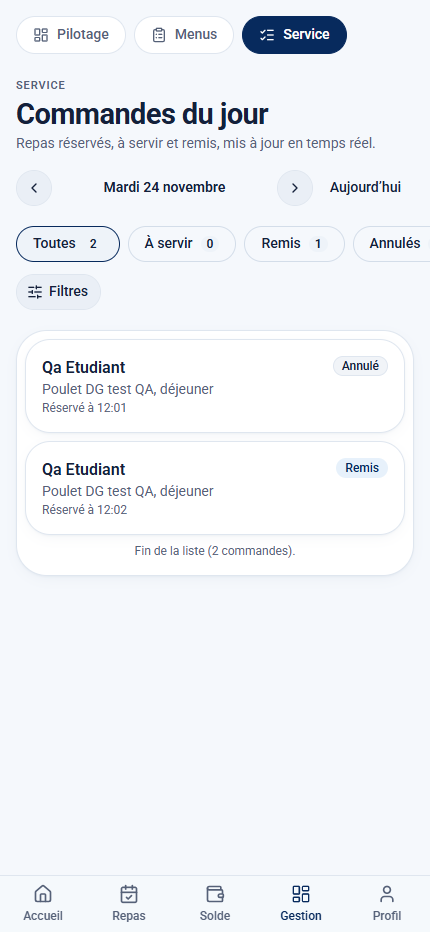 Pilotage Menus Service
SERVICE
Commandes du jour
Repas réservés, à servir et remis, mis à jour en temps réel.
Mardi 24 novembre Aujourd'hui
Toutes 2 À servir 0 Remis 1 Annulés
Filtres
Qa Etudiant Annulé
Poulet DG test QA, déjeuner
Réservé à 12:01
Qa Etudiant Remis
Poulet DG test QA, déjeuner
Réservé à 12:02
Fin de la liste (2 commandes).
Accueil Repas Solde Gestion Profil